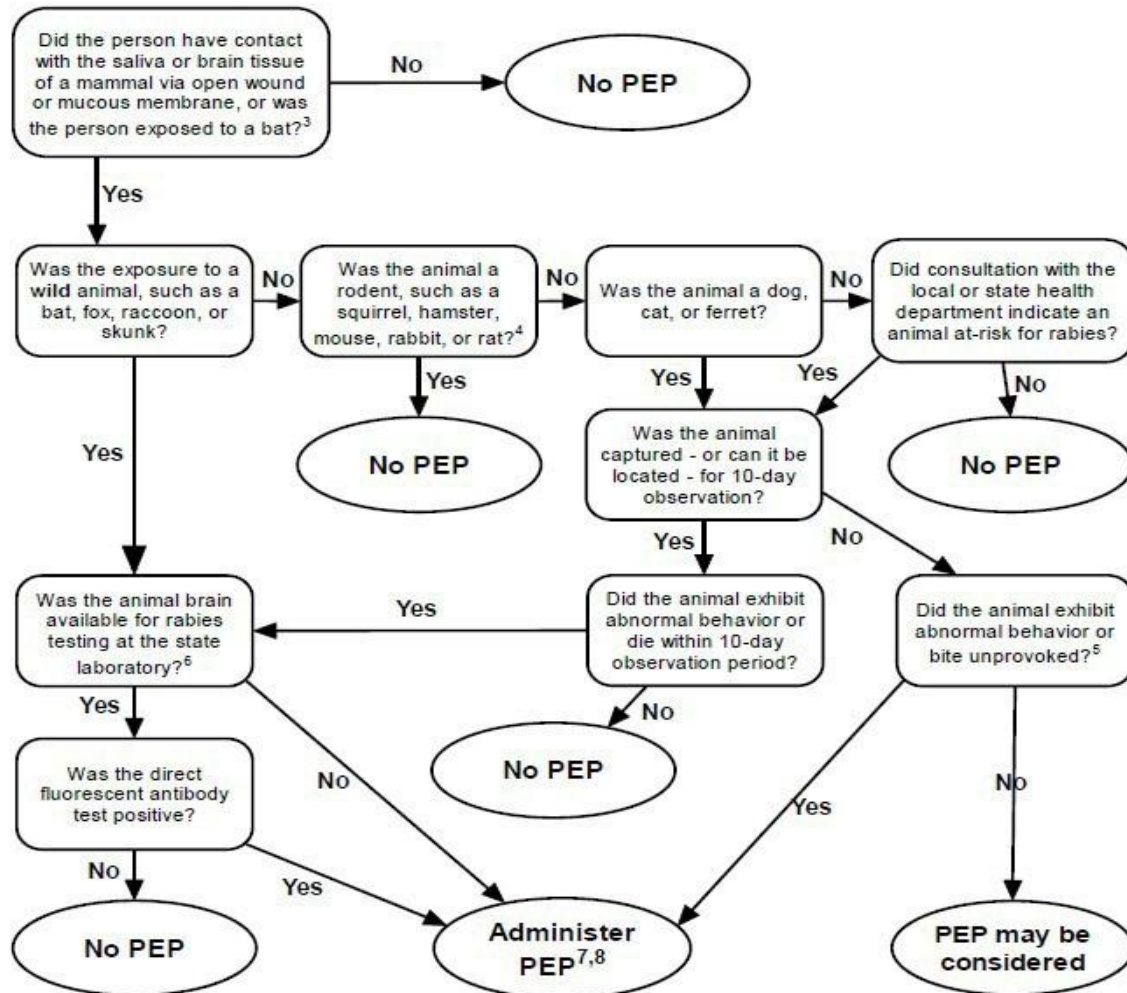 Did the person have contact
with the saliva or brain tissue
of a mammal via open wound
or mucous membrane, or was
the person exposed to a bat?3
No
No PEP
Yes
Was the exposure to a
wild animal, such as a
bat, fox, raccoon, or
skunk?
No
Was the animal a
rodent, such as a
squirrel, hamster,
mouse, rabbit, or rat?4
No
Was the animal a dog,
cat, or ferret?
No
Did consultation with the
local or state health
department indicate an
animal at-risk for rabies?
Yes
Yes
Yes
No
Yes
No PEP
Was the animal
captured - or can it be
located - for 10-day
observation?
No PEP
Yes
No
Was the animal brain
available for rabies
testing at the state
laboratory?6
Yes
Did the animal exhibit
abnormal behavior or
die within 10-day
observation period?
Did the animal exhibit
abnormal behavior or
bite unprovoked?5
Yes
No
No PEP
Was the direct
fluorescent antibody
test positive?
No
Yes
No
No
Yes
No PEP
Administer
PEP7,8
PEP may be
considered